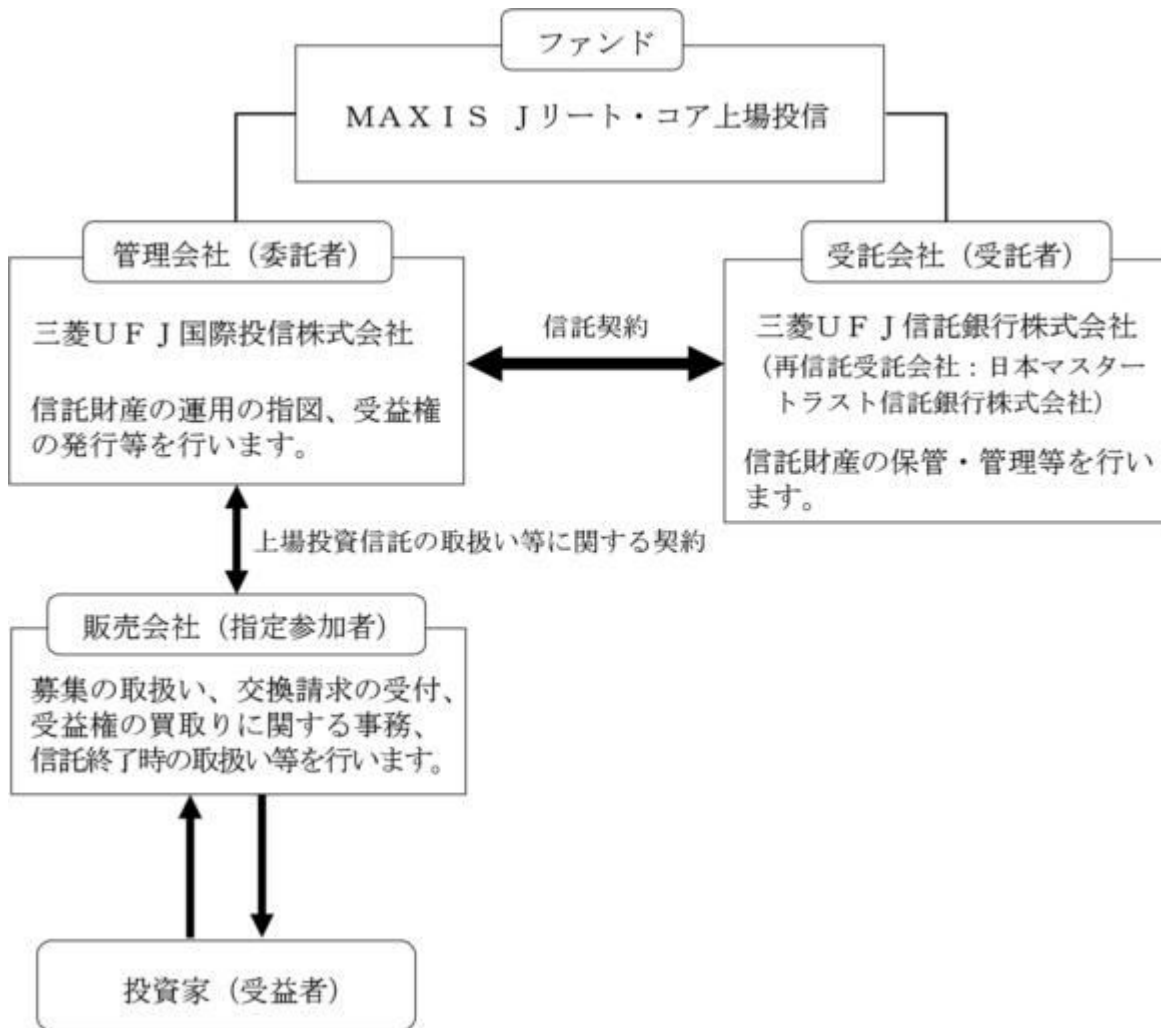 ファンド
MAXIS Jリート・コア上場投信
管理会社（委託者）
三菱UFJ国際投信株式会社
信託財産の運用の指図、受益権
の発行等を行います。
信託契約
受託会社（受託者）
三菱UFJ信託銀行株式会社
（再信託受託会社：日本マスター
トラスト信託銀行株式会社）
信託財産の保管・管理等を行い
ます。
上場投資信託の取扱い等に関する契約
販売会社（指定参加者）
募集の取扱い、交換請求の受付、
受益権の買取りに関する事務、
信託終了時の取扱い等を行います。
投資家（受益者）